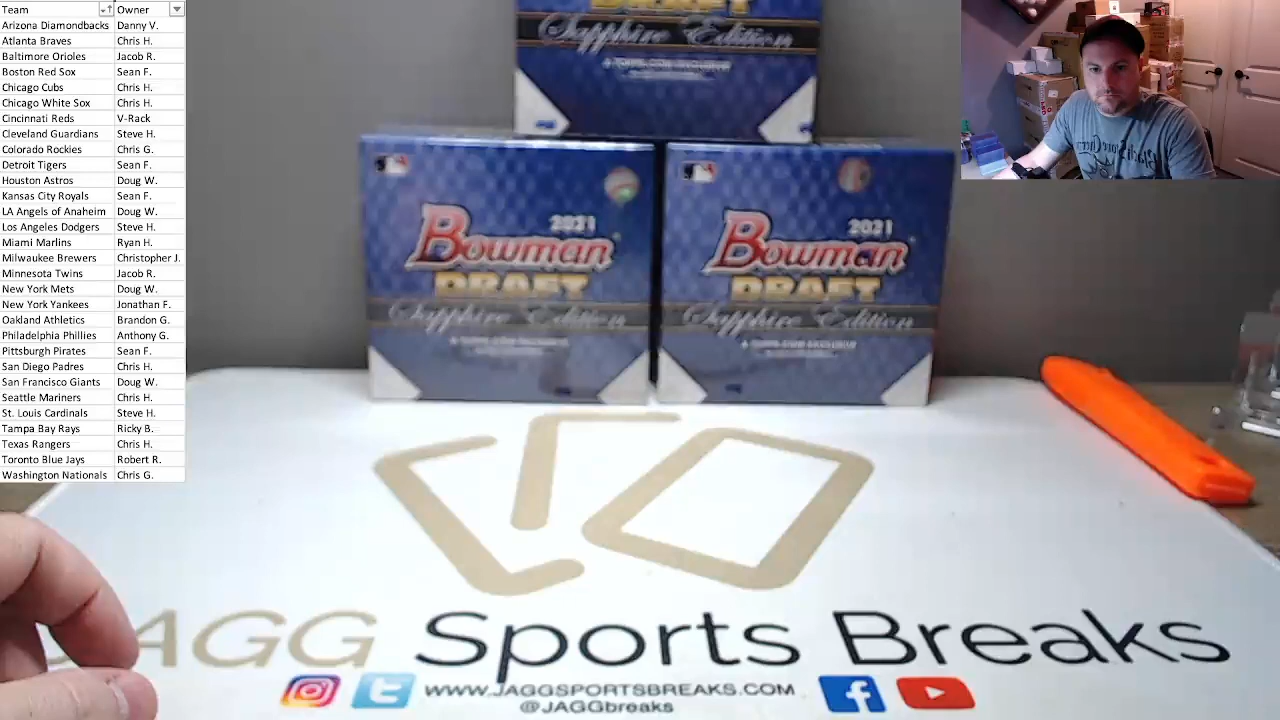 Team Owner
Arizona Diamondbacks Danny V.
Atlanta Braves Chris H.
Baltimore Orioles Jacob R.
Boston Red Sox Sean F.
Chicago Cubs Chris H.
Chicago White Sox Chris H.
Cincinnati Reds V-Rack
Cleveland Guardians Steve H.
Colorado Rockies Chris G.
Detroit Tigers Sean F.
Houston Astros Doug W.
Kansas City Royals Sean F.
LA Angels of Anaheim Doug W.
Los Angeles Dodgers Steve H.
Miami Marlins Ryan H.
Milwaukee Brewers Christopher J.
Minnesota Twins Jacob R.
New York Mets Doug W.
New York Yankees Jonathan F.
Oakland Athletics Brandon G.
Philadelphia Phillies Anthony G.
Pittsburgh Pirates Sean F.
San Diego Padres Chris H.
San Francisco Giants Doug W.
Seattle Mariners Chris H.
St. Louis Cardinals Steve H.
Tampa Bay Rays Ricky B.
Texas Rangers Chris H.
Toronto Blue Jays Robert R.
Washington Nationals Chris G.
DRAFT
Sapphire Edition
2021
Bowman
DRAFT
Sapphire Edition
2021
Bowman
DRAFT
Sapphire Edition
AGG Sports Breaks
WWW.JAGGSPORTSBREAKS.COM
@JAGGbreaks